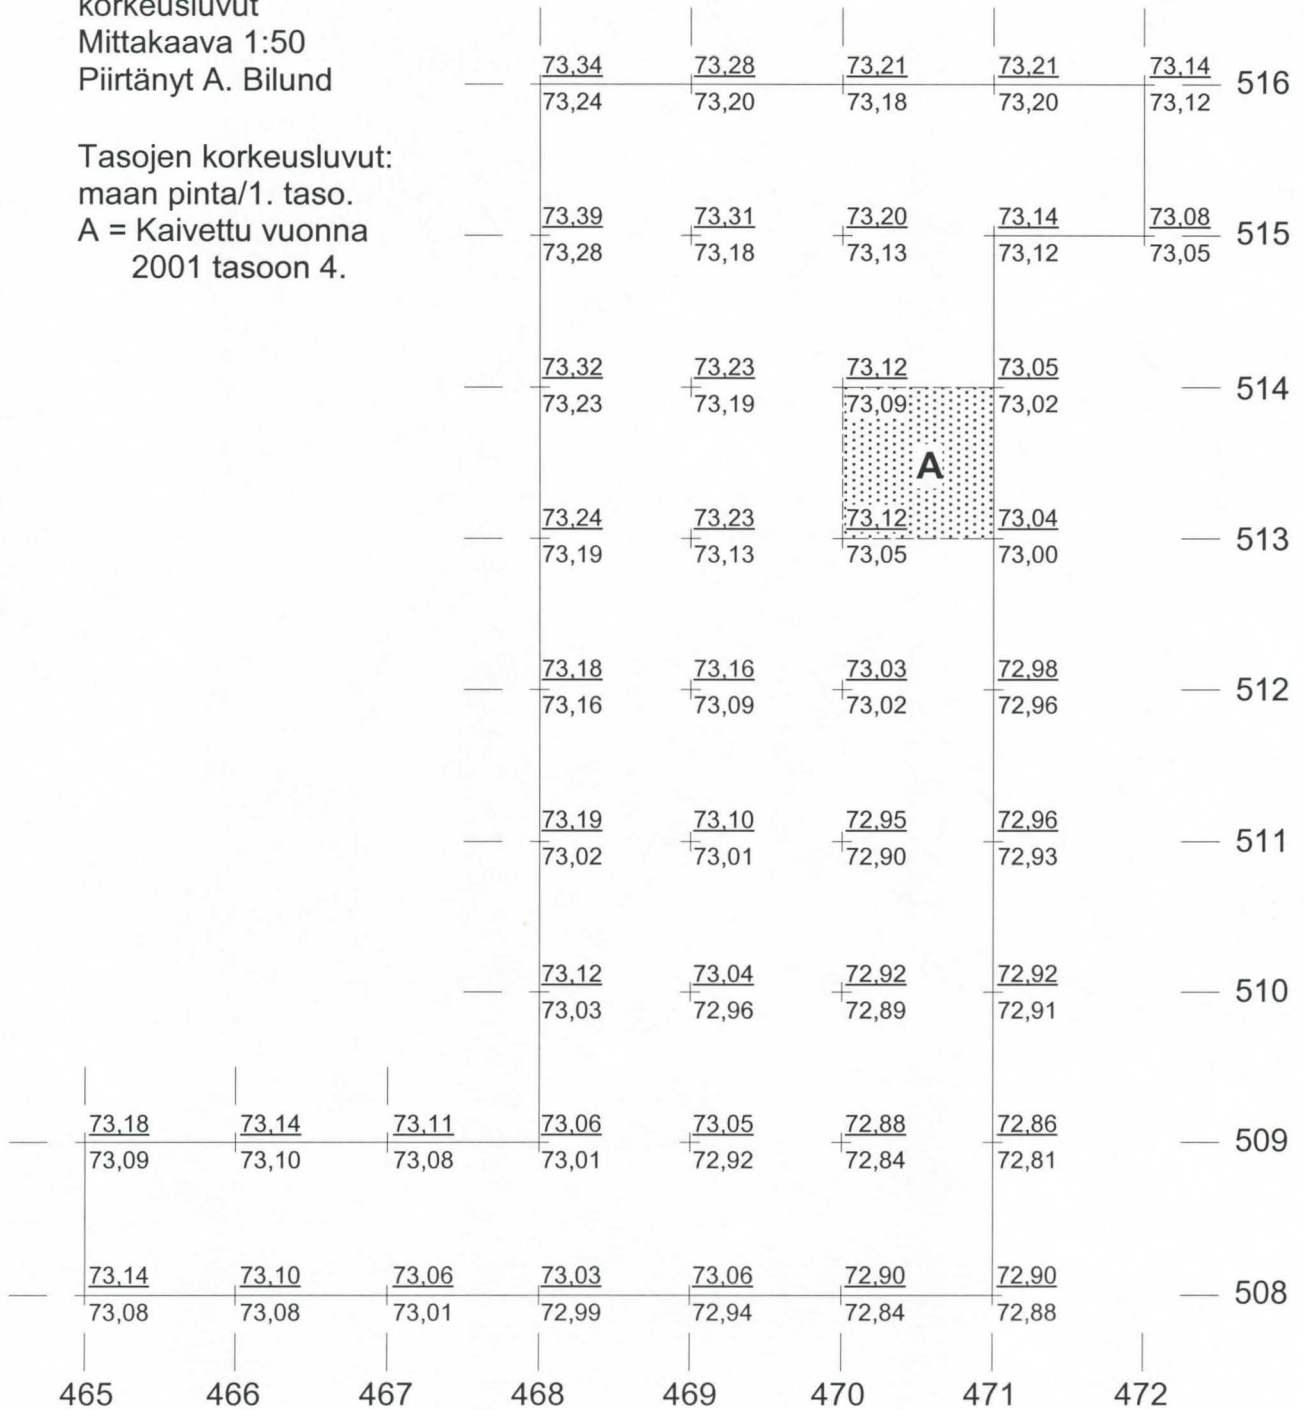 korkeusluvut
Mittakaava 1:50
Piirtänyt A. Bilund
Tasojen korkeusluvut:
maan pinta/1. taso.
A = Kaivettu vuonna
2001 tasoon 4.
73,34 73,28 73,21 73,21 73,14
516
73,24 73,20 73,18 73,20 73,12
73,39 73,31 73,20 73,14 73,08
515
73,28 73,18 73,13 73,12 73,05
73,32 73,23 73,12 73,05
514
73,23 73,19 73,09 73,02
A
73,24 73,23 73,12 73,04
513
73,19 73,13 73,05 73,00
73,18 73,16 73,03 72,98
512
73,16 73,09 73,02 72,96
73,19 73,10 72,95 72,96
511
73,02 73,01 72,90 72,93
73,12 73,04 72,92 72,92
510
73,03 72,96 72,89 72,91
73,18 73,14 73,11 73,06 73,05 72,88 72,86
509
73,09 73,10 73,08 73,01 72,92 72,84 72,81
73,14 73,10 73,06 73,03 73,06 72,90 72,90
508
73,08 73,08 73,01 72,99 72,94 72,84 72,88
465 466 467 468 469 470 471 472